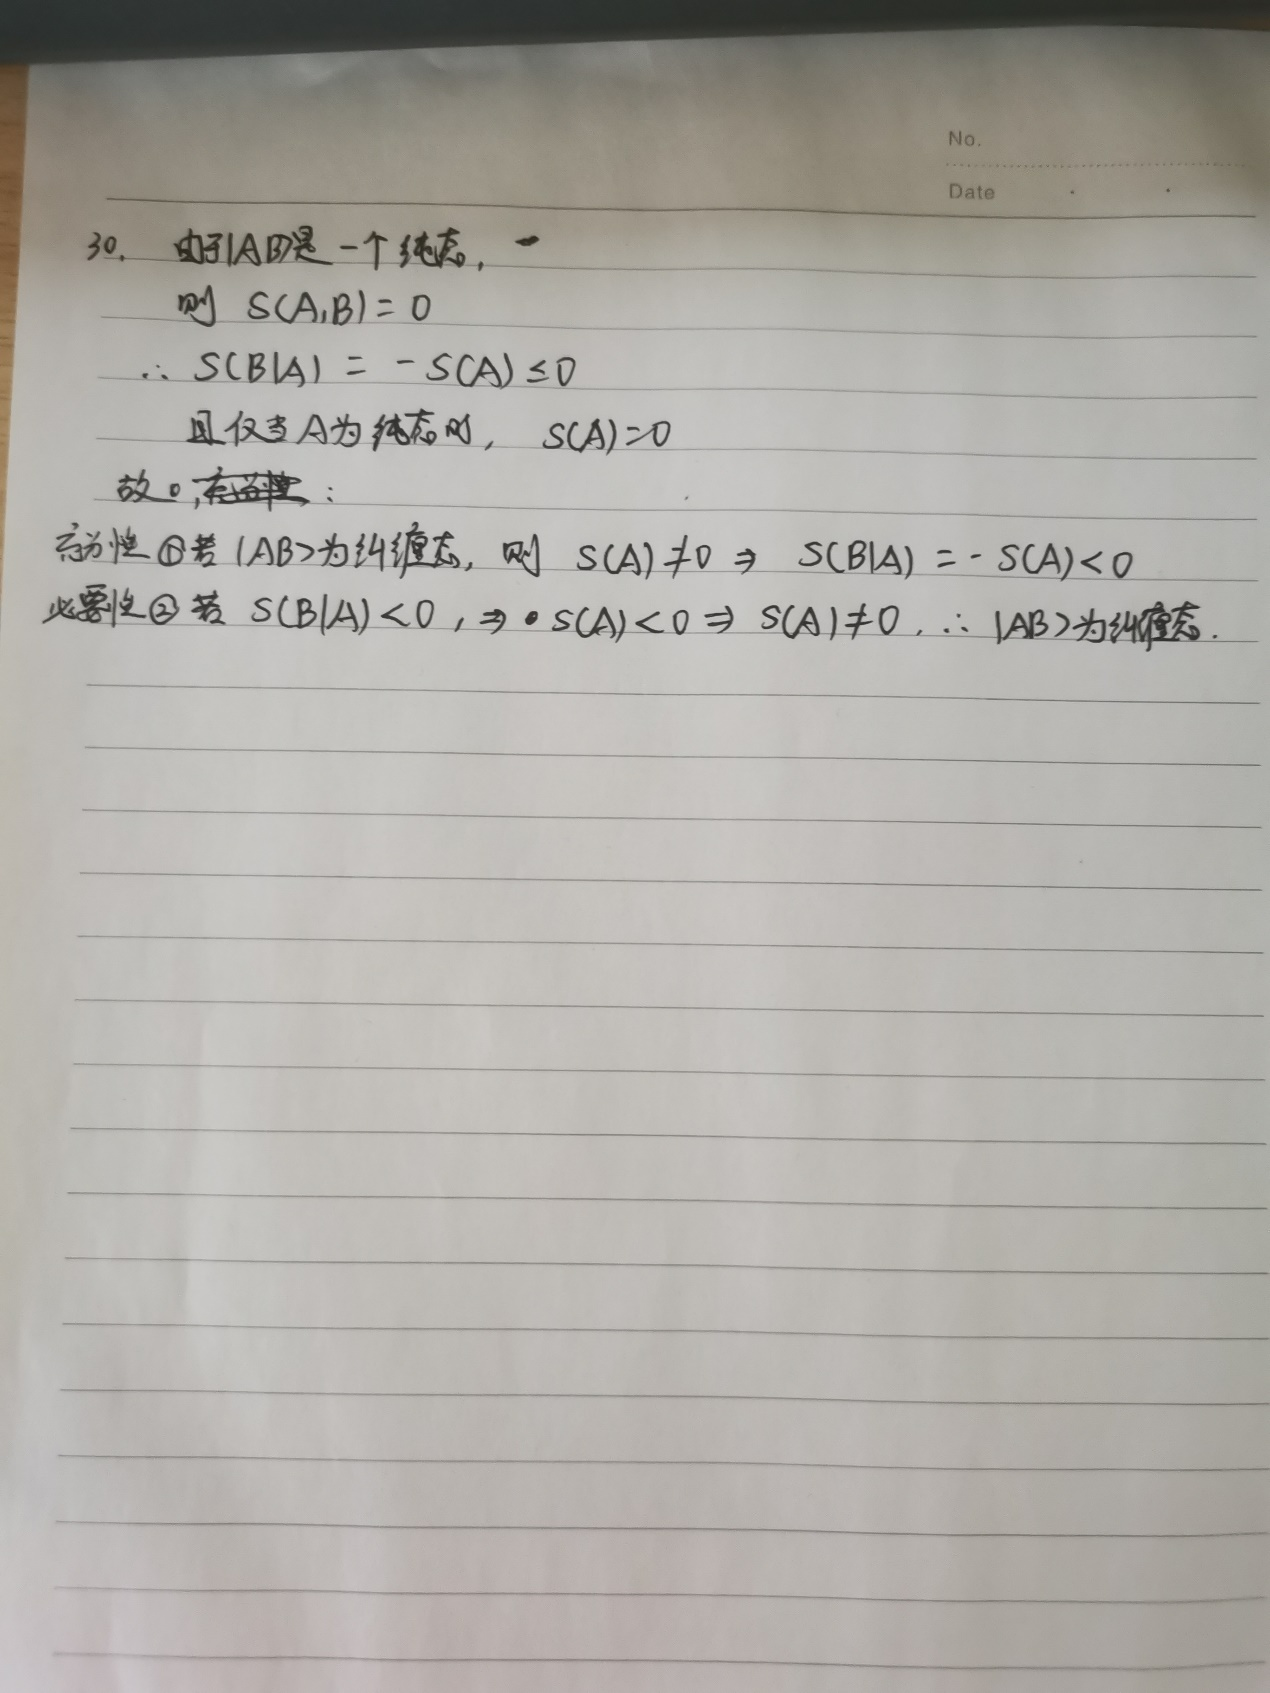 No.
Date
30. 由于|AB>是一个纯态,
则 S(A,B) = 0
∴ S(B|A) = - S(A) ≤ 0
且仅当A为纯态时, S(A)=0
故
充分性 ① 若 |AB>为纠缠态, 则 S(A) ≠ 0 ⇒ S(B|A) = - S(A) < 0
必要性 ② 若 S(B|A) < 0 , ⇒ S(A) < 0 ⇒ S(A) ≠ 0 . ∴ |AB>为纠缠态.